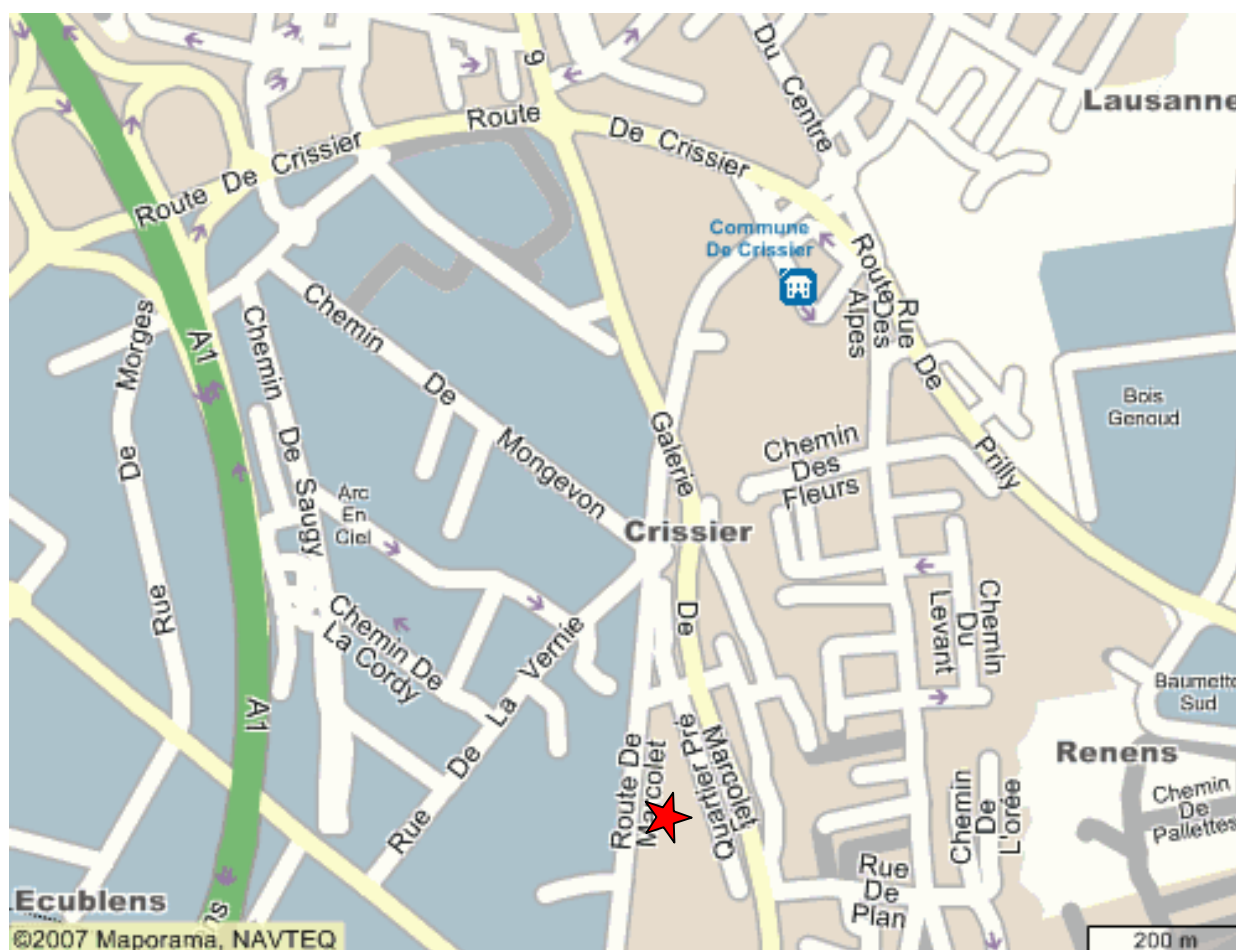 9
Du Centre
Lausanne
Route De Crissier
Route
De Crissier
Commune
De Crissier
Route Des
Alpes
Rue De
Prilly
De Morges
Rue
A1
Chemin
De
Mongevon
Chemin
De Saugy
Bois
Genoud
Galerie
De
Marcolet
Chemin
Des
Fleurs
Arc
En
Ciel
Crissier
Chemin De
La Cordy
Rue De La Vernie
Chemin
Du
Levant
A1
Baumette
Sud
Renens
Route De
Marcolet
Quartier Pré
Chemin
De
L'orée
Chemin
De
Pallettes
Rue
De
Plan
Ecublens
©2007 Maporama, NAVTEQ
200 m